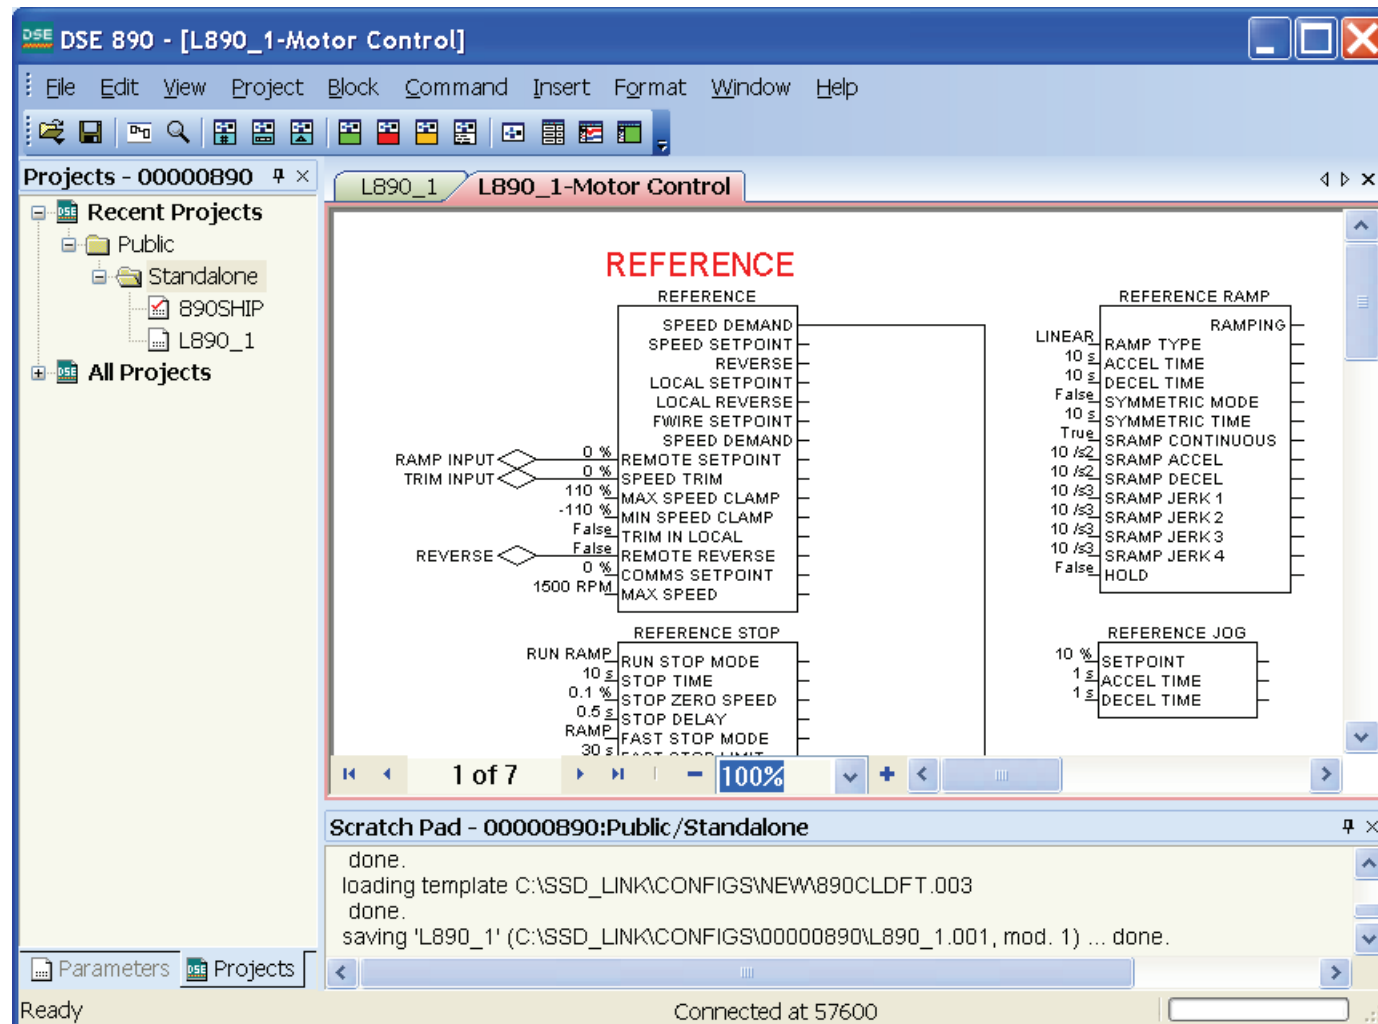 DSE DSE 890 - [L890_1-Motor Control]
File Edit View Project Block Command Insert Format Window Help
Projects - 00000890
Recent Projects
Public
Standalone
890SHIP
L890_1
All Projects
Parameters Projects
L890_1 L890_1-Motor Control
REFERENCE
REFERENCE
SPEED DEMAND
SPEED SETPOINT
REVERSE
LOCAL SETPOINT
LOCAL REVERSE
FWIRE SETPOINT
SPEED DEMAND
RAMP INPUT 0 % REMOTE SETPOINT
TRIM INPUT 0 % SPEED TRIM
110 % MAX SPEED CLAMP
-110 % MIN SPEED CLAMP
False TRIM IN LOCAL
REVERSE False REMOTE REVERSE
0 % COMMS SETPOINT
1500 RPM MAX SPEED
REFERENCE STOP
RUN RAMP RUN STOP MODE
10 s STOP TIME
0.1 % STOP ZERO SPEED
0.5 s STOP DELAY
RAMP FAST STOP MODE
30 s FAST STOP LIMIT
REFERENCE RAMP
RAMPING
LINEAR RAMP TYPE
10 s ACCEL TIME
10 s DECEL TIME
False SYMMETRIC MODE
10 s SYMMETRIC TIME
True SRAMP CONTINUOUS
10 /s2 SRAMP ACCEL
10 /s2 SRAMP DECEL
10 /s3 SRAMP JERK 1
10 /s3 SRAMP JERK 2
10 /s3 SRAMP JERK 3
10 /s3 SRAMP JERK 4
False HOLD
REFERENCE JOG
10 % SETPOINT
1 s ACCEL TIME
1 s DECEL TIME
1 of 7 100%
Scratch Pad - 00000890:Public/Standalone
done.
loading template C:\SSD_LINK\CONFIGS\NEW\890CLDFT.003
done.
saving 'L890_1' (C:\SSD_LINK\CONFIGS\00000890\L890_1.001, mod. 1) ... done.
Ready Connected at 57600